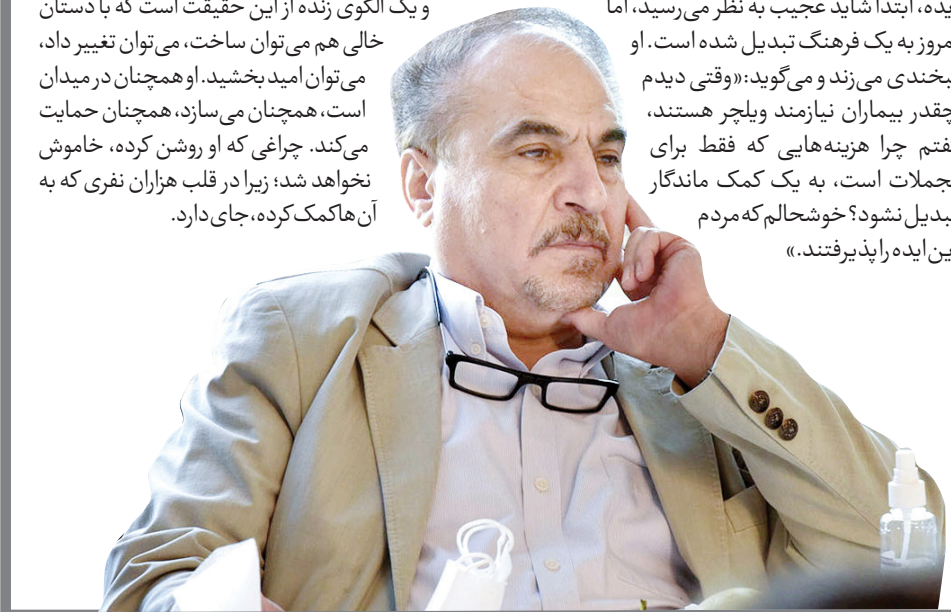 ابتدا شاید عجیب به نظر می‌رسید، اما
امروز به یک فرهنگ تبدیل شده است. او
لبخندی می‌زند و می‌گوید: «وقتی دیدم
چقدر بیماران نیازمند ویلچر هستند،
گفتم چرا هزینه‌هایی که فقط برای
تجملات است، به یک کمک ماندگار
تبدیل نشود؟ خوشحالم که مردم
این ایده را پذیرفتند.»
و یک الگوی زنده از این حقیقت است که با دستان
خالی هم می‌توان ساخت، می‌توان تغییر داد،
می‌توان امید بخشید. او همچنان در میدان
است، همچنان می‌سازد، همچنان حمایت
می‌کند. چراغی که او روشن کرده، خاموش
نخواهد شد؛ زیرا در قلب هزاران نفری که به
آن‌ها کمک کرده، جای دارد.